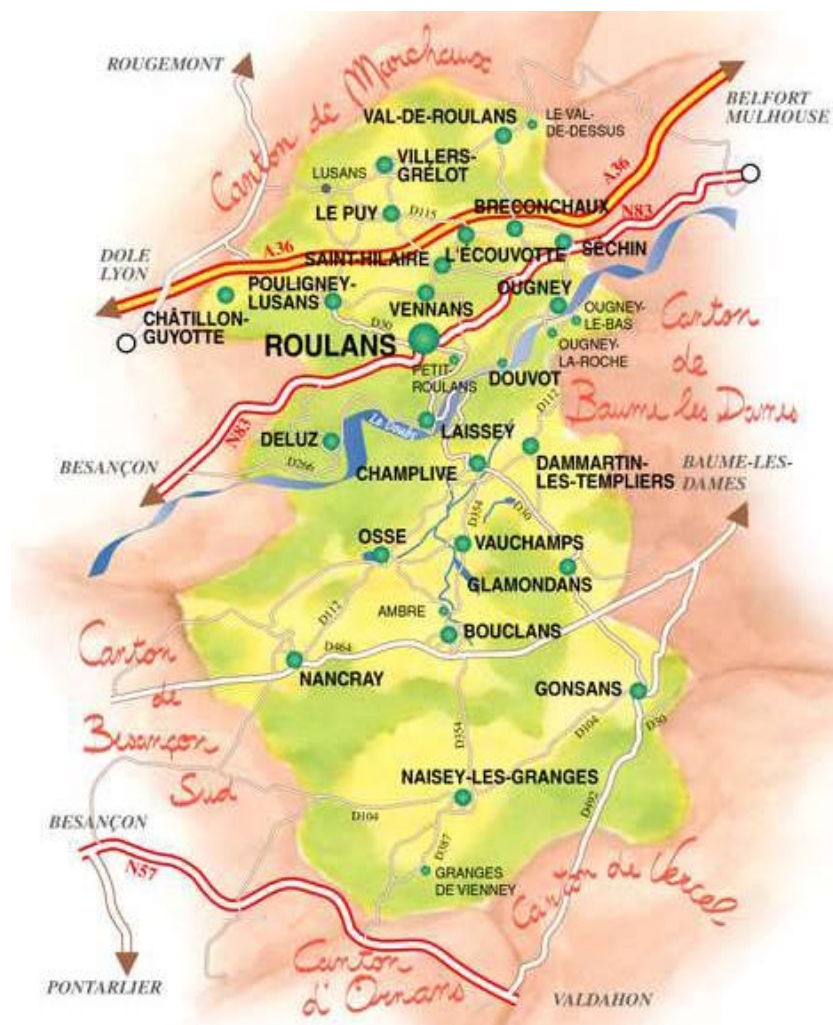 ROUGEMONT
Canton de Marchaux
BELFORT
MULHOUSE
VAL-DE-ROULANS
LE VAL-
DE-DESSUS
VILLERS-
GRÉLOT
LUSANS
LE PUY
D115
A36
BRECONCHAUX
N83
DOLE
LYON
A36
SAINT-HILAIRE
L'ÉCOUVOTTE
SÉCHIN
POULIGNEY-
LUSANS
VENNANS
OUGNEY
OUGNEY-
LE-BAS
CHÂTILLON-
GUYOTTE
D30
ROULANS
OUGNEY-
LA-ROCHE
PETIT-
ROULANS
DOUVOT
D112
Canton
de
Baume les Dames
N83
DELUZ
Le Doubs
LAISSEY
D266
BESANÇON
CHAMPLIVE
DAMMARTIN-
LES-TEMPLIERS
BAUME-LES-
DAMES
D354
D30
OSSE
VAUCHAMPS
GLAMONDANS
D112
AMBRE
BOUCLANS
D464
NANCRAY
Canton
de
Besançon
Sud
GONSANS
D354
D104
D30
NAISEY-LES-GRANGES
D104
D492
BESANÇON
N57
D387
GRANGES
DE VIENNEY
Canton de Vercel
Canton
d'Ornans
PONTARLIER
VALDAHON